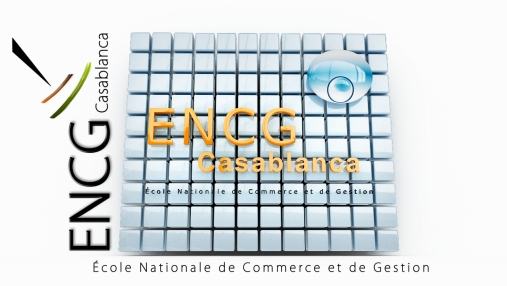 ENCG
Casablanca
ENCG
Casablanca
École Nationale de Commerce et de Gestion
École Nationale de Commerce et de Gestion